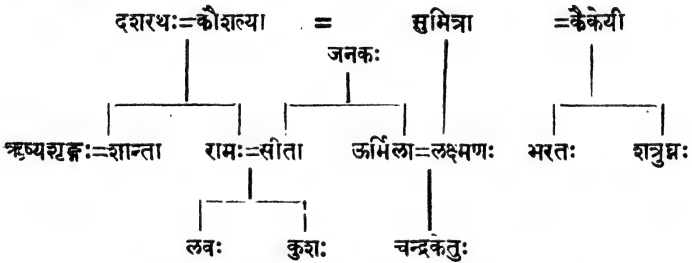 दशरथः=कौशल्या = सुमित्रा =कैकेयी
जनकः
ऋष्यशृङ्गः=शान्ता रामः=सीता ऊर्मिला=लक्ष्मणः भरतः शत्रुघ्नः
लवः कुशः चन्द्रकेतुः